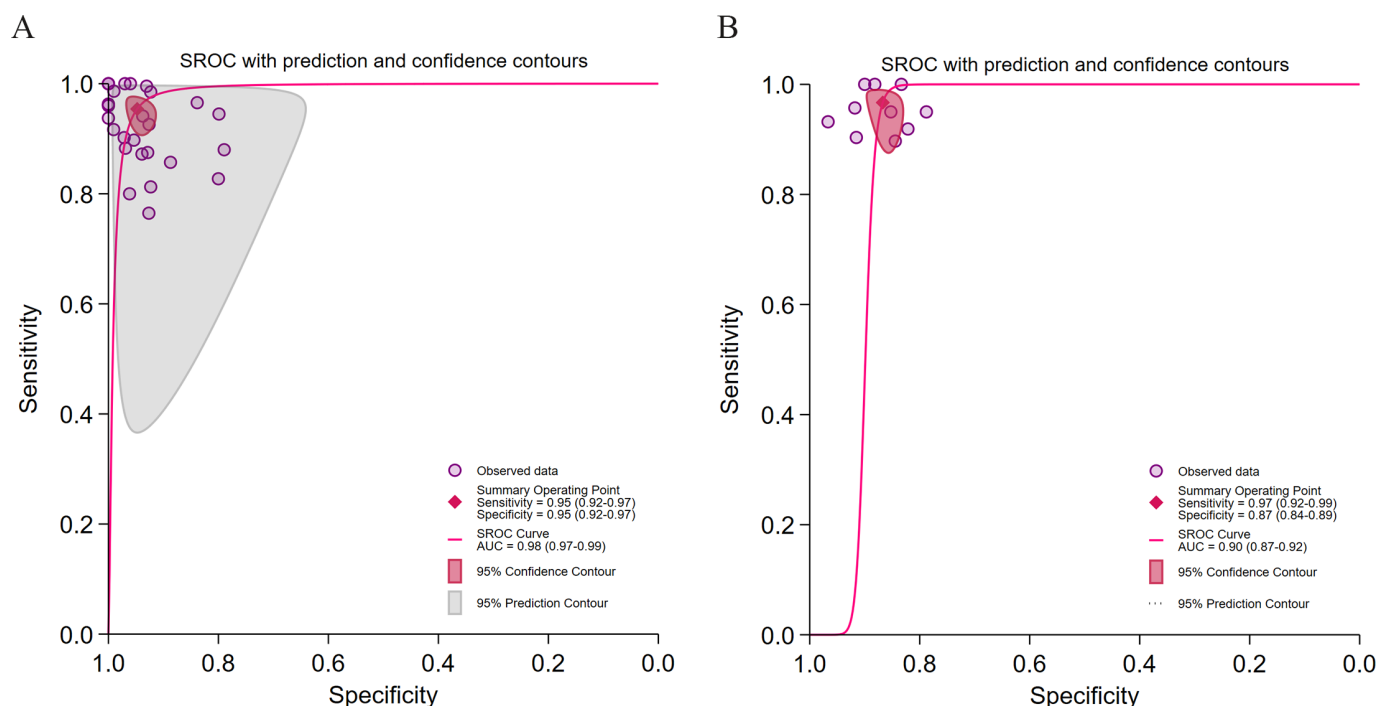 A
SROC with prediction and confidence contours
1.0
0.8
0.6
0.4
0.2
0.0
Sensitivity
1.0 0.8 0.6 0.4 0.2 0.0
Specificity
Observed data
Summary Operating Point
Sensitivity = 0.95 (0.92-0.97)
Specificity = 0.95 (0.92-0.97)
SROC Curve
AUC = 0.98 (0.97-0.99)
95% Confidence Contour
95% Prediction Contour
B
SROC with prediction and confidence contours
1.0
0.8
0.6
0.4
0.2
0.0
Sensitivity
1.0 0.8 0.6 0.4 0.2 0.0
Specificity
Observed data
Summary Operating Point
Sensitivity = 0.97 (0.92-0.99)
Specificity = 0.87 (0.84-0.89)
SROC Curve
AUC = 0.90 (0.87-0.92)
95% Confidence Contour
95% Prediction Contour